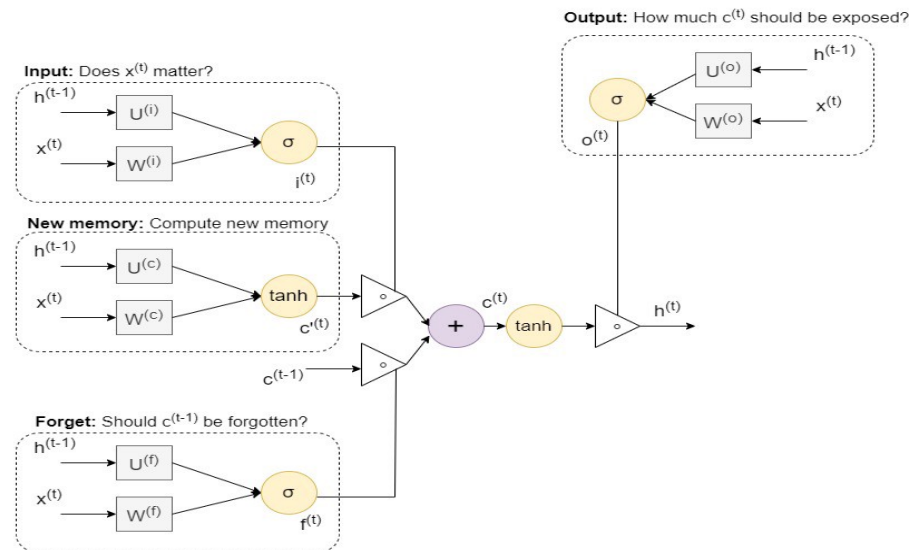 Output: How much c(t) should be exposed?
h(t-1)
U(o)
σ
W(o)
x(t)
o(t)
Input: Does x(t) matter?
h(t-1)
U(i)
σ
x(t)
W(i)
i(t)
New memory: Compute new memory
h(t-1)
U(c)
tanh
x(t)
W(c)
c'(t)
∘
c(t)
+
tanh
∘
h(t)
∘
c(t-1)
Forget: Should c(t-1) be forgotten?
h(t-1)
U(f)
σ
x(t)
W(f)
f(t)